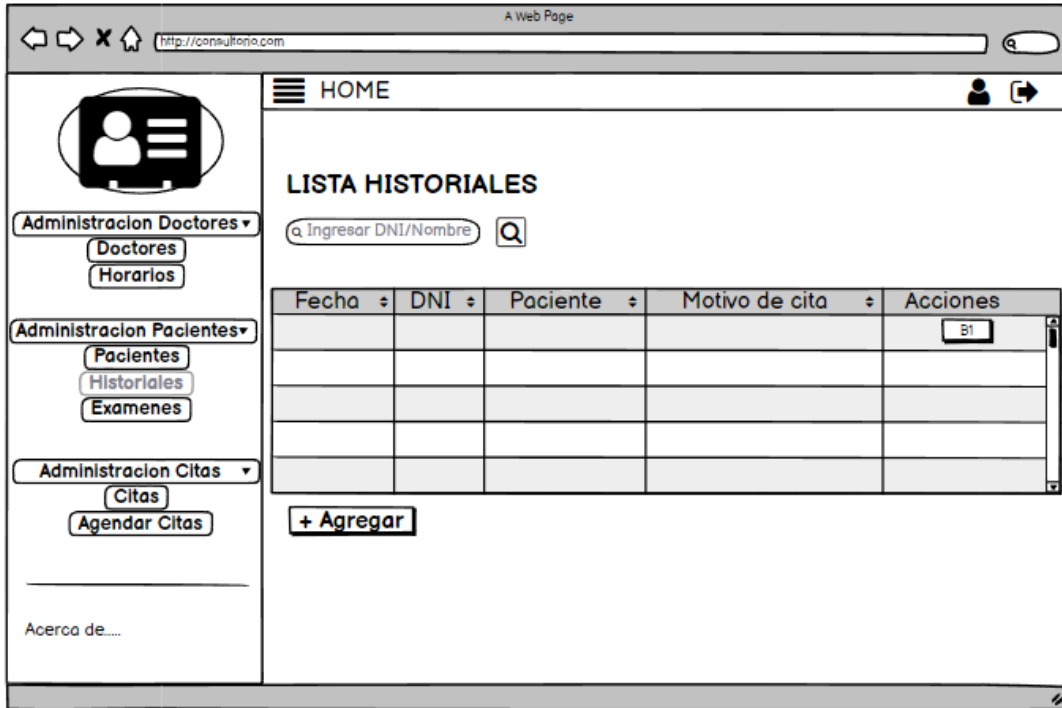 A Web Page
http://consultorio.com
HOME
Administracion Doctores
Doctores
Horarios
Administracion Pacientes
Pacientes
Historiales
Examenes
Administracion Citas
Citas
Agendar Citas
Acerca de.....
LISTA HISTORIALES
Ingresar DNI/Nombre
Fecha DNI Paciente Motivo de cita Acciones
B1
+ Agregar